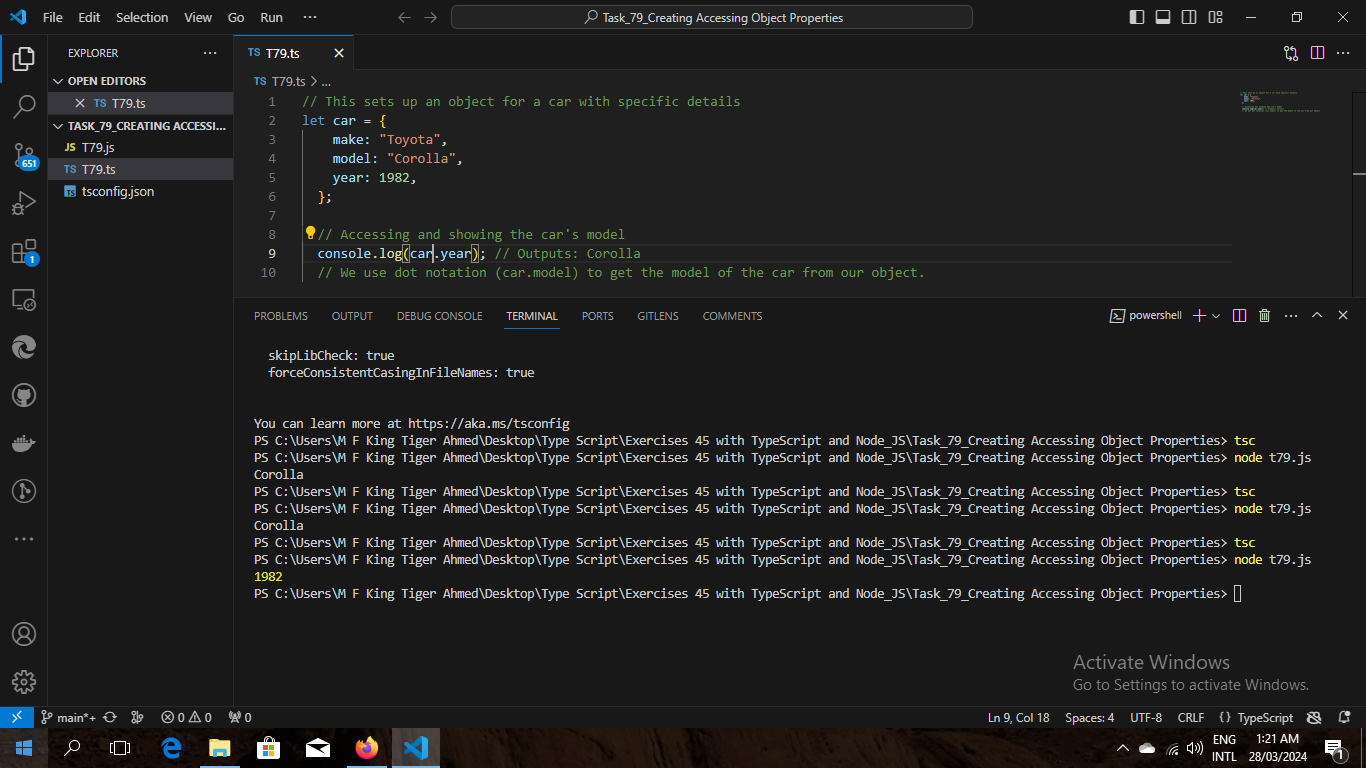 File Edit Selection View Go Run ··· Task_79_Creating Accessing Object Properties
EXPLORER ···
OPEN EDITORS
TS T79.ts
TASK_79_CREATING ACCESSI...
JS T79.js
TS T79.ts
TS tsconfig.json
651
1
TS T79.ts
TS T79.ts > ...
1 // This sets up an object for a car with specific details
2 let car = {
3 make: "Toyota",
4 model: "Corolla",
5 year: 1982,
6 };
7
8 // Accessing and showing the car's model
9 console.log(car.year); // Outputs: Corolla
10 // We use dot notation (car.model) to get the model of the car from our object.
PROBLEMS OUTPUT DEBUG CONSOLE TERMINAL PORTS GITLENS COMMENTS powershell
skipLibCheck: true
forceConsistentCasingInFileNames: true
You can learn more at https://aka.ms/tsconfig
PS C:\Users\M F King Tiger Ahmed\Desktop\Type Script\Exercises 45 with TypeScript and Node_JS\Task_79_Creating Accessing Object Properties> tsc
PS C:\Users\M F King Tiger Ahmed\Desktop\Type Script\Exercises 45 with TypeScript and Node_JS\Task_79_Creating Accessing Object Properties> node t79.js
Corolla
PS C:\Users\M F King Tiger Ahmed\Desktop\Type Script\Exercises 45 with TypeScript and Node_JS\Task_79_Creating Accessing Object Properties> tsc
PS C:\Users\M F King Tiger Ahmed\Desktop\Type Script\Exercises 45 with TypeScript and Node_JS\Task_79_Creating Accessing Object Properties> node t79.js
Corolla
PS C:\Users\M F King Tiger Ahmed\Desktop\Type Script\Exercises 45 with TypeScript and Node_JS\Task_79_Creating Accessing Object Properties> tsc
PS C:\Users\M F King Tiger Ahmed\Desktop\Type Script\Exercises 45 with TypeScript and Node_JS\Task_79_Creating Accessing Object Properties> node t79.js
1982
PS C:\Users\M F King Tiger Ahmed\Desktop\Type Script\Exercises 45 with TypeScript and Node_JS\Task_79_Creating Accessing Object Properties>
Activate Windows
Go to Settings to activate Windows.
main*+ 0 0 0 Ln 9, Col 18 Spaces: 4 UTF-8 CRLF {} TypeScript
ENG 1:21 AM
INTL 28/03/2024 1